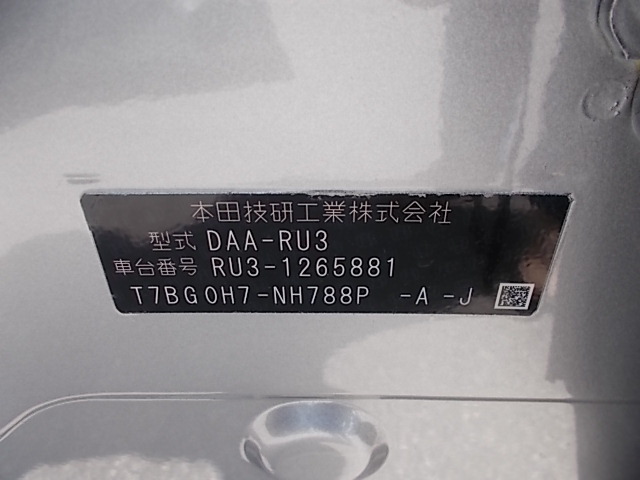 本田技研工業株式会社
型式 DAA-RU3
車台番号 RU3-1265881
T7BG0H7-NH788P -A -J